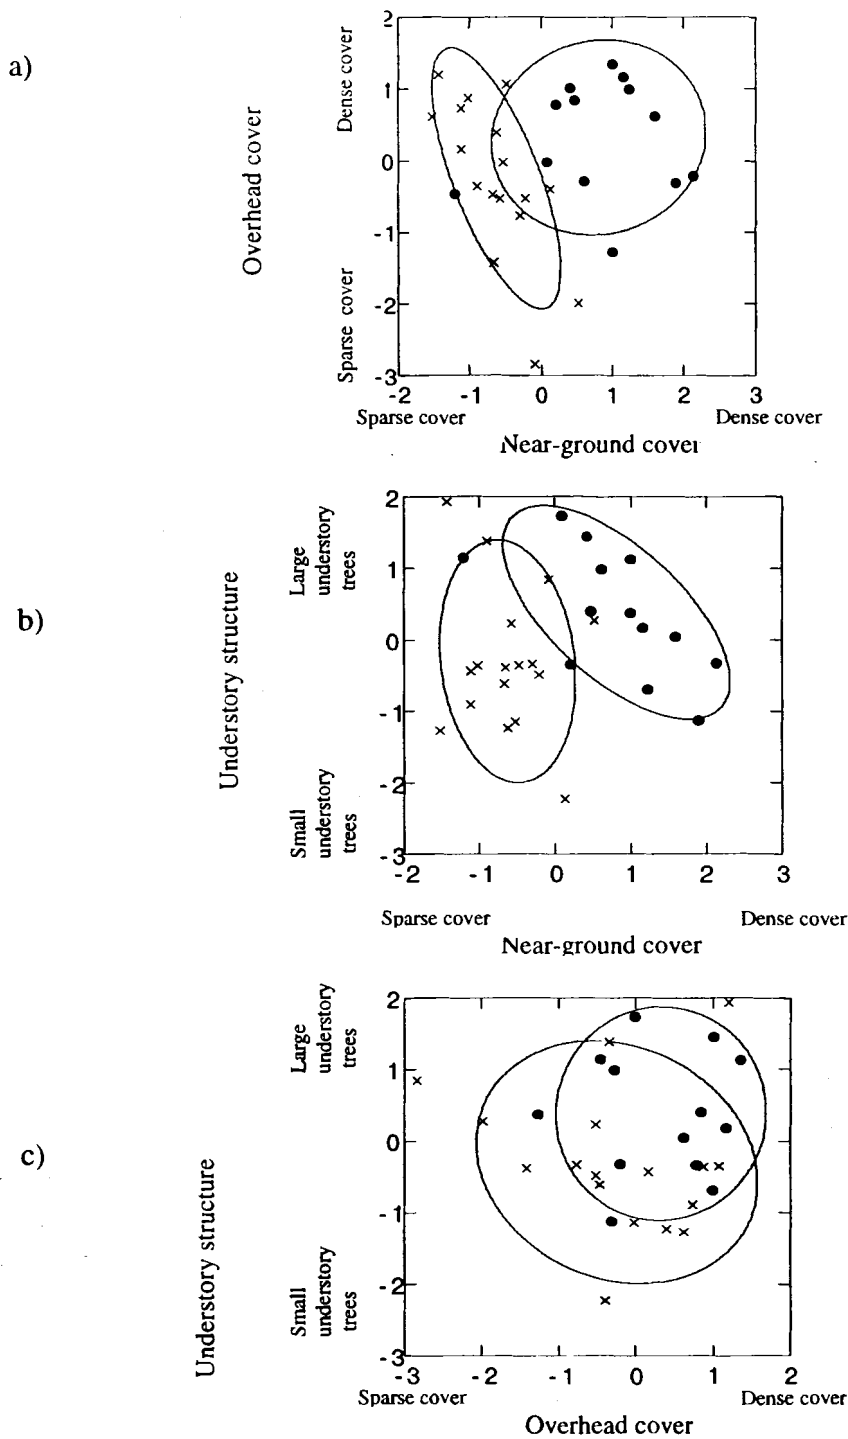 a)
Overhead cover
Dense cover
Sparse cover
2
1
0
-1
-2
-3
-2 -1 0 1 2 3
Sparse cover Dense cover
Near-ground cover
b)
Understory structure
Large
understory
trees
Small
understory
trees
2
1
0
-1
-2
-3
-2 -1 0 1 2 3
Sparse cover Dense cover
Near-ground cover
c)
Understory structure
Large
understory
trees
Small
understory
trees
2
1
0
-1
-2
-3
-3 -2 -1 0 1 2
Sparse cover Dense cover
Overhead cover